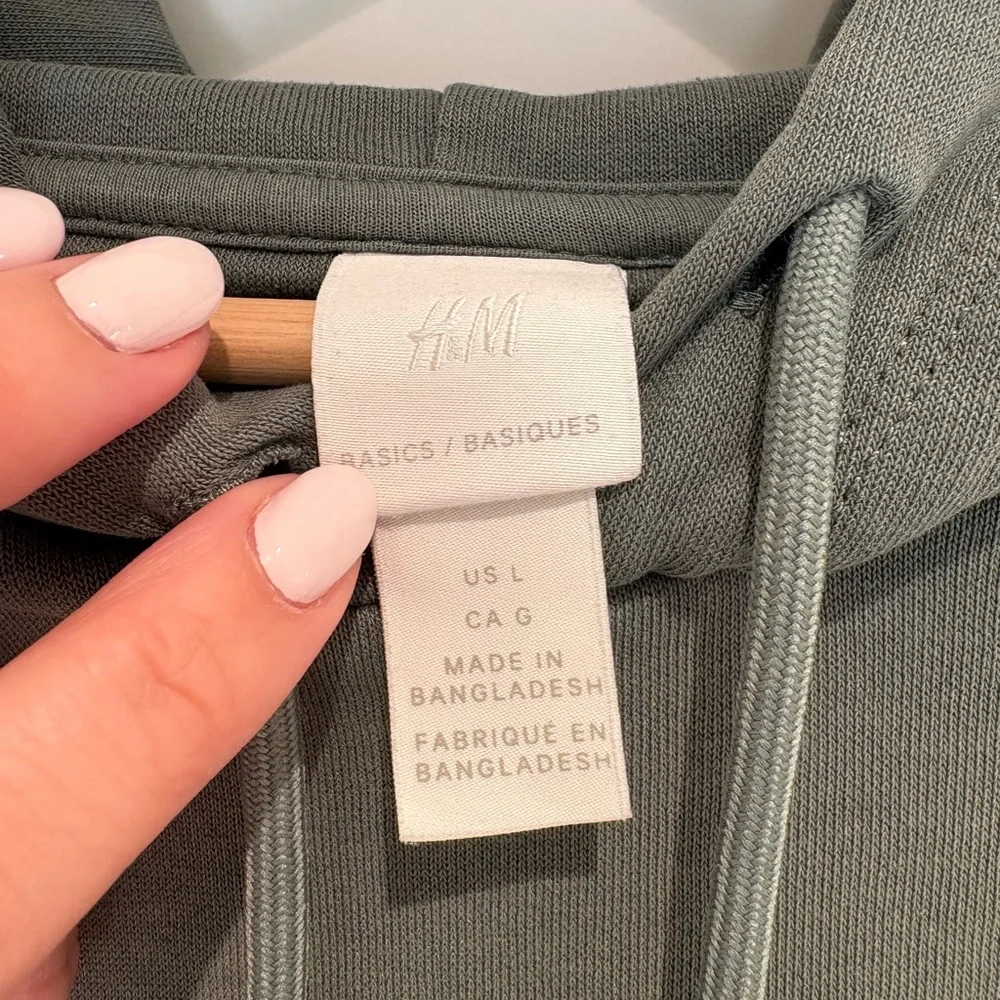 H&M
BASICS / BASIQUES
US L
CA G
MADE IN
BANGLADESH
FABRIQUÉ EN
BANGLADESH